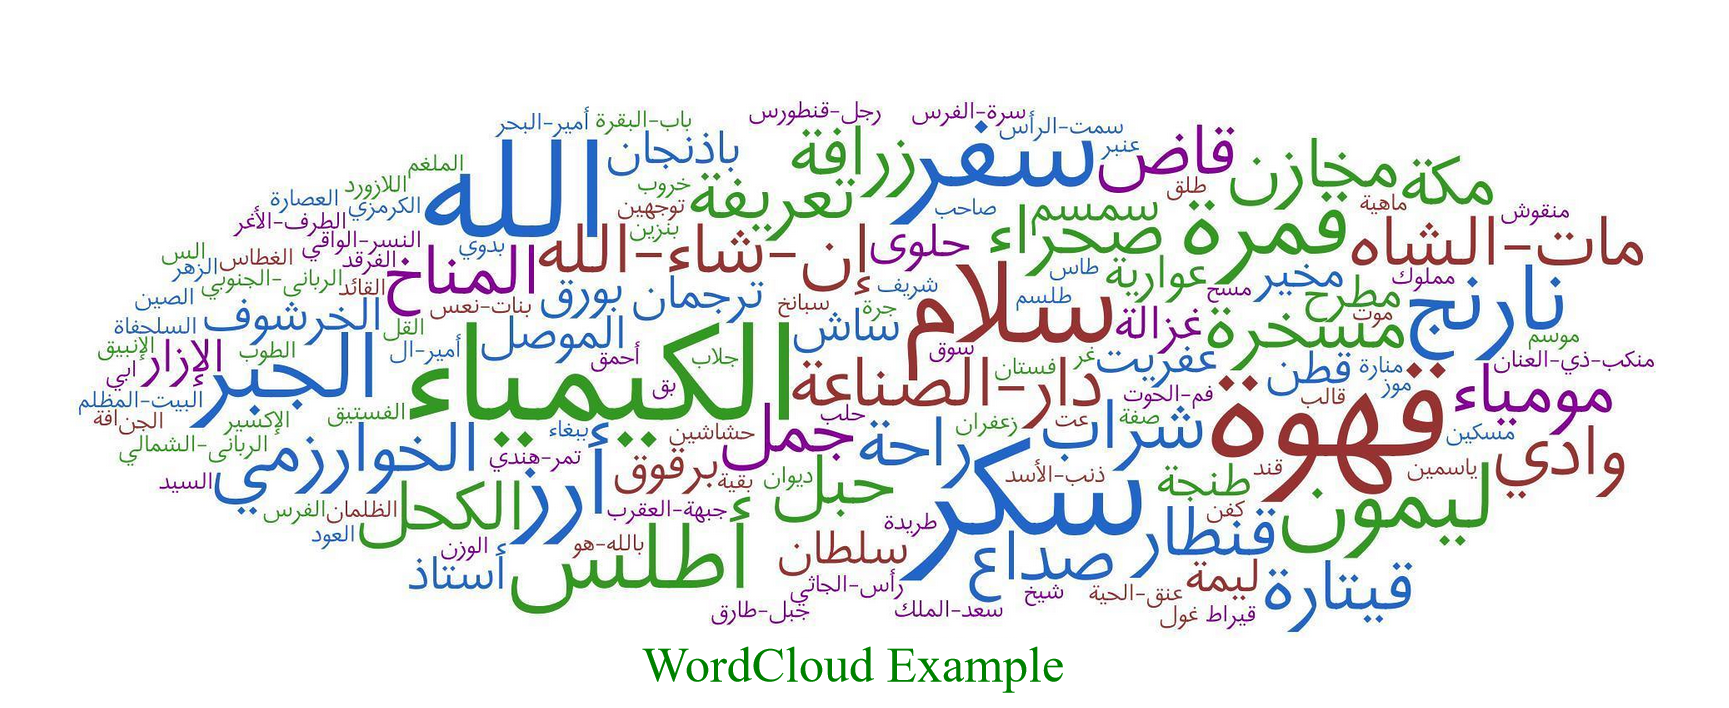 رجل-قنطورس
سرة-الفرس
أمير-البحر
باب-البقرة
سمت-الرأس
عنبر
قاض
سفر
زرافة
باذنجان
الله
الملغم
مخازن
مكة
طلق
ماهية
منقوش
خروب
توجهين
بنزين
تعريفة
صاحب
سمسم
صحراء
قمرة
مات-الشاه
اللازورد
العصارة
الكرمزي
الطرف-الأغر
النسر-الواقي
بدوي
إن-شاء-الله
حلوى
الس
الزهر
الغطاس
الفرقد
المناخ
الربانى-الجنوبي
القائد
بنات-نعس
بورق
ترجمان
سبانخ
شريف
جرة
سلام
طاس
طلسم
عوارية
مسخ
مخير
مطرح
موت
مملوك
نارنج
موسم
الصين
السلحفاة
الخرشوف
القل
الموصل
ساش
غزالة
مسخرة
الإنبيق
الإزار
ابي
الطوب
الجبر
أمير-ال
الكيمياء
أحمق
جلاب
بق
سوق
فستان
غر
عفريت
قطن
منارة
موز
منكب-ذي-العنان
مومياء
البيت-المظلم
الجن
افة
الإكسير
الفستيق
دار-الصناعة
فم-الحوت
قالب
قهوة
الربانى-الشمالي
الخوارزمي
ببغاء
حشاشين
جمل
حلب
راحة
زعفران
عت
صفة
شراب
مسكين
وادي
السيد
تمر-هندي
أرز
برقوق
بقية
ديوان
حبل
سكر
ذنب-الأسد
طنجة
قند
ياسمين
ليمون
الفرس
الظلمان
الكحل
العود
الوزن
جبهة-العقرب
طريدة
كفن
قنطار
أستاذ
أطلس
بالله-هو
سلطان
صداع
رأس-الجاثي
شيخ
عنق-الحية
ليمة
قيتارة
جبل-طارق
سعد-الملك
غول
قيراط
WordCloud Example